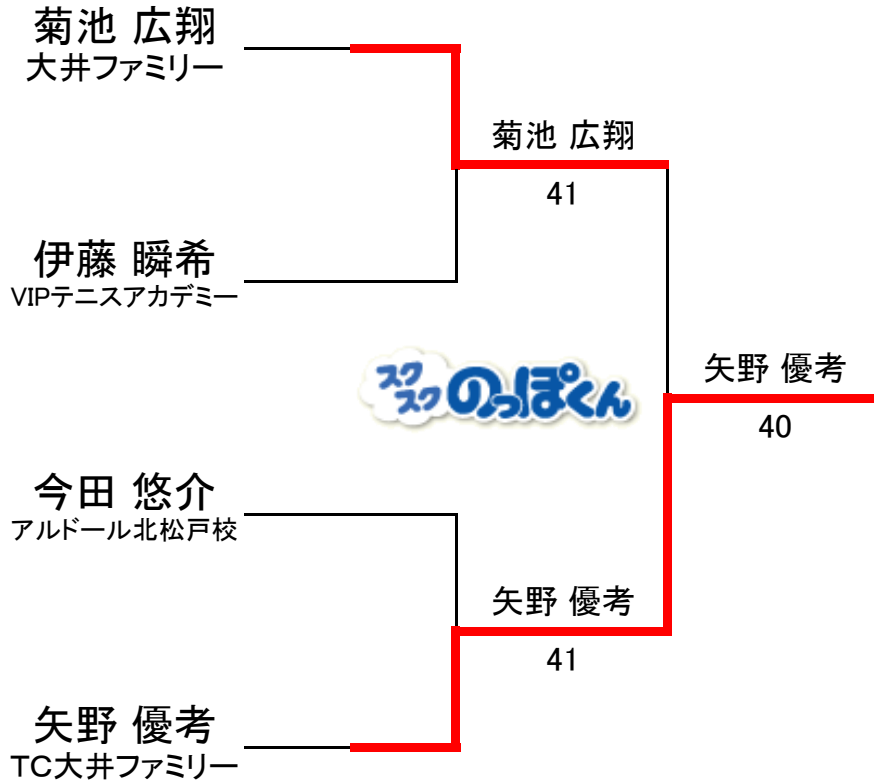 菊池 広翔
大井ファミリー
菊池 広翔
41
伊藤 瞬希
VIPテニスアカデミー
スク
スク
のっぽくん
矢野 優考
40
今田 悠介
アルドール北松戸校
矢野 優考
41
矢野 優考
TC大井ファミリー